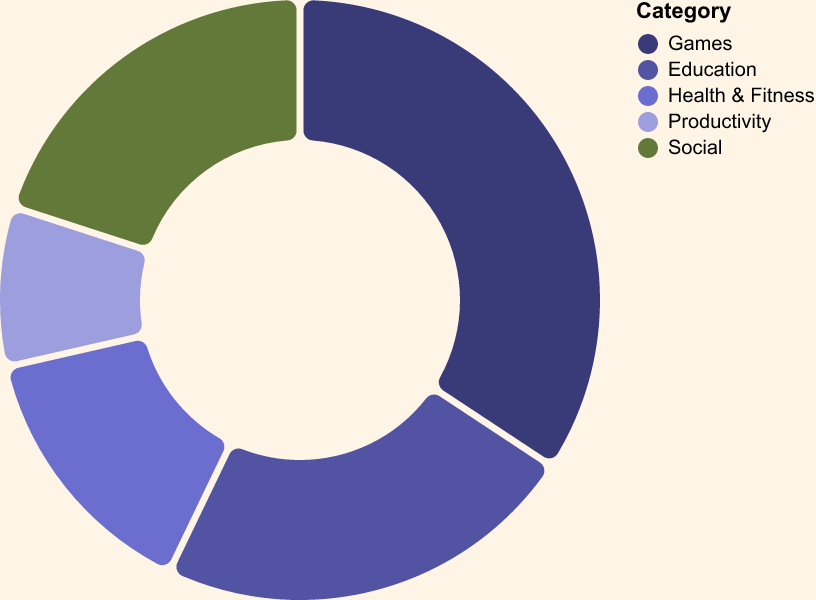 Category
Games
Education
Health & Fitness
Productivity
Social